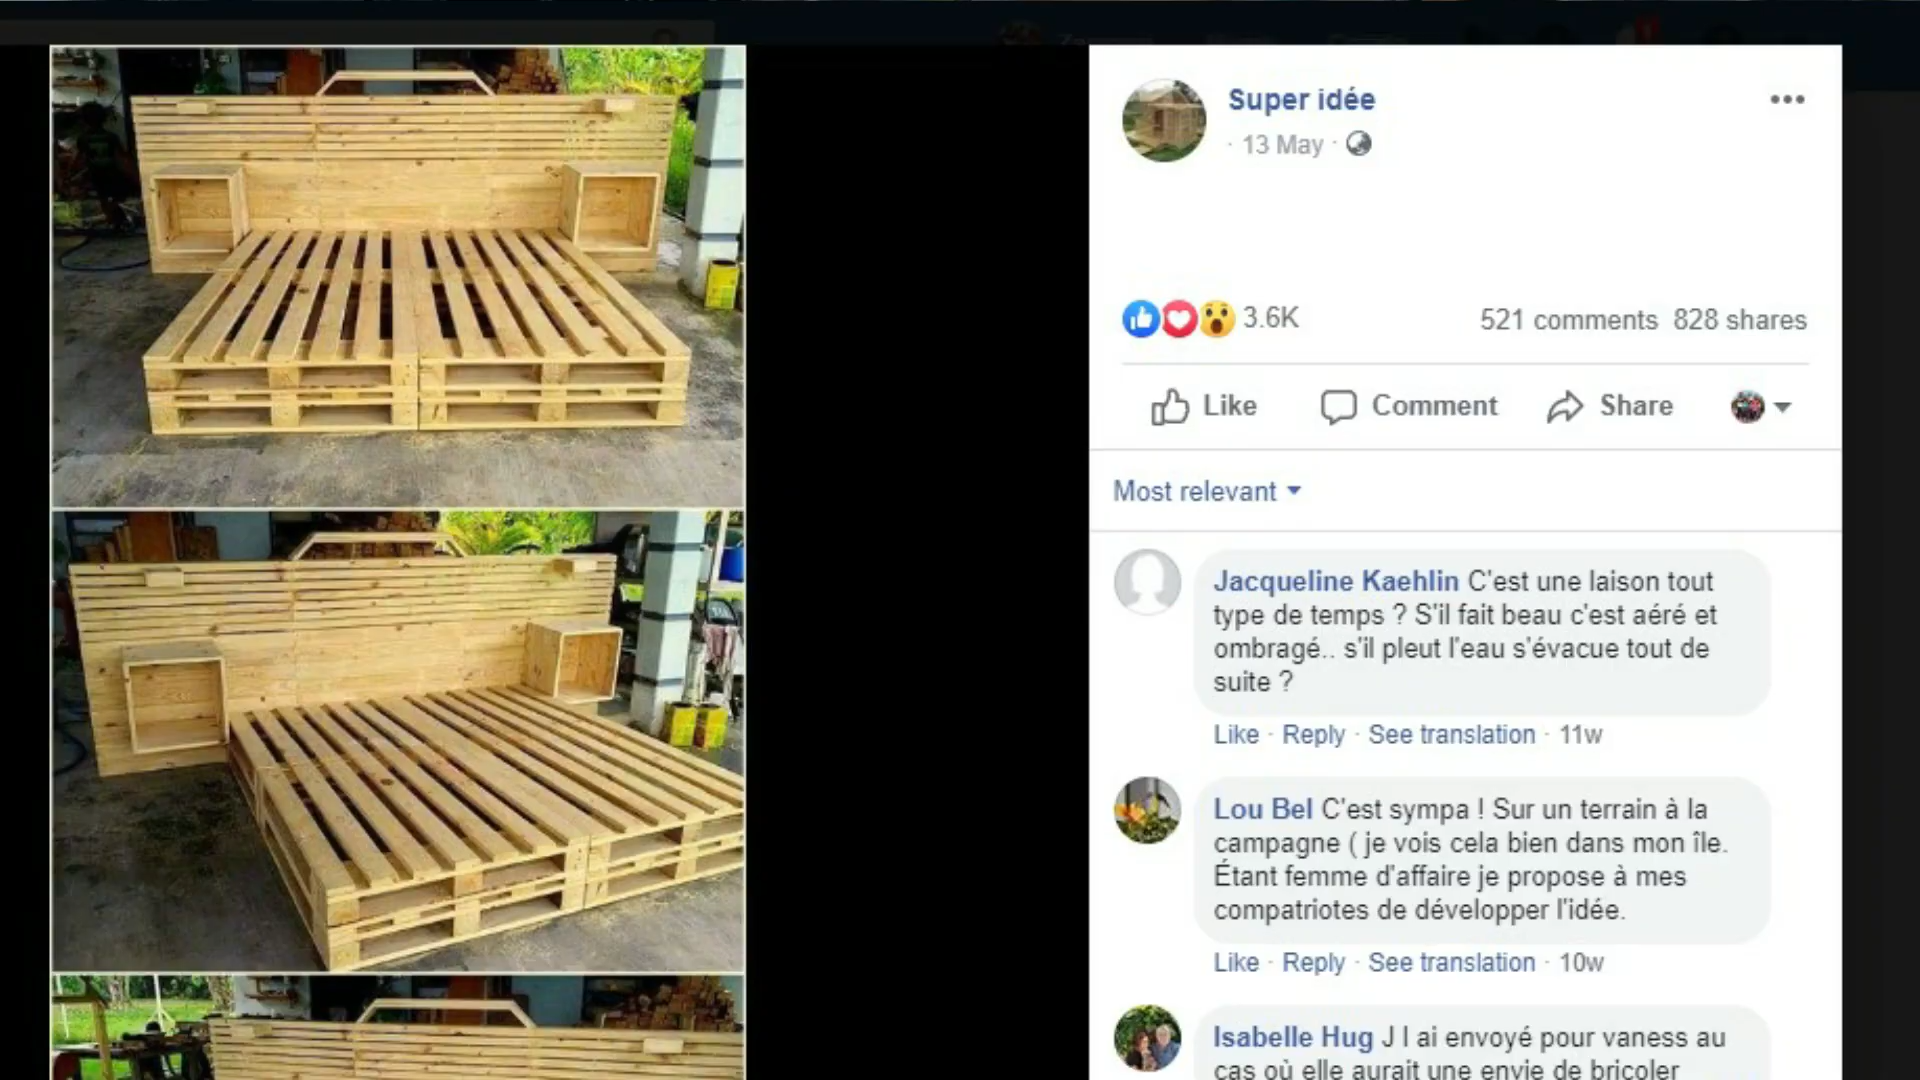 Super idée
· 13 May ·
3.6K
521 comments 828 shares
Like Comment Share
Most relevant
Jacqueline Kaehlin C'est une laison tout
type de temps ? S'il fait beau c'est aéré et
ombragé.. s'il pleut l'eau s'évacue tout de
suite ?
Like · Reply · See translation · 11w
Lou Bel C'est sympa ! Sur un terrain à la
campagne ( je vois cela bien dans mon île.
Étant femme d'affaire je propose à mes
compatriotes de développer l'idée.
Like · Reply · See translation · 10w
Isabelle Hug J l ai envoyé pour vaness au
cas où elle aurait une envie de bricoler